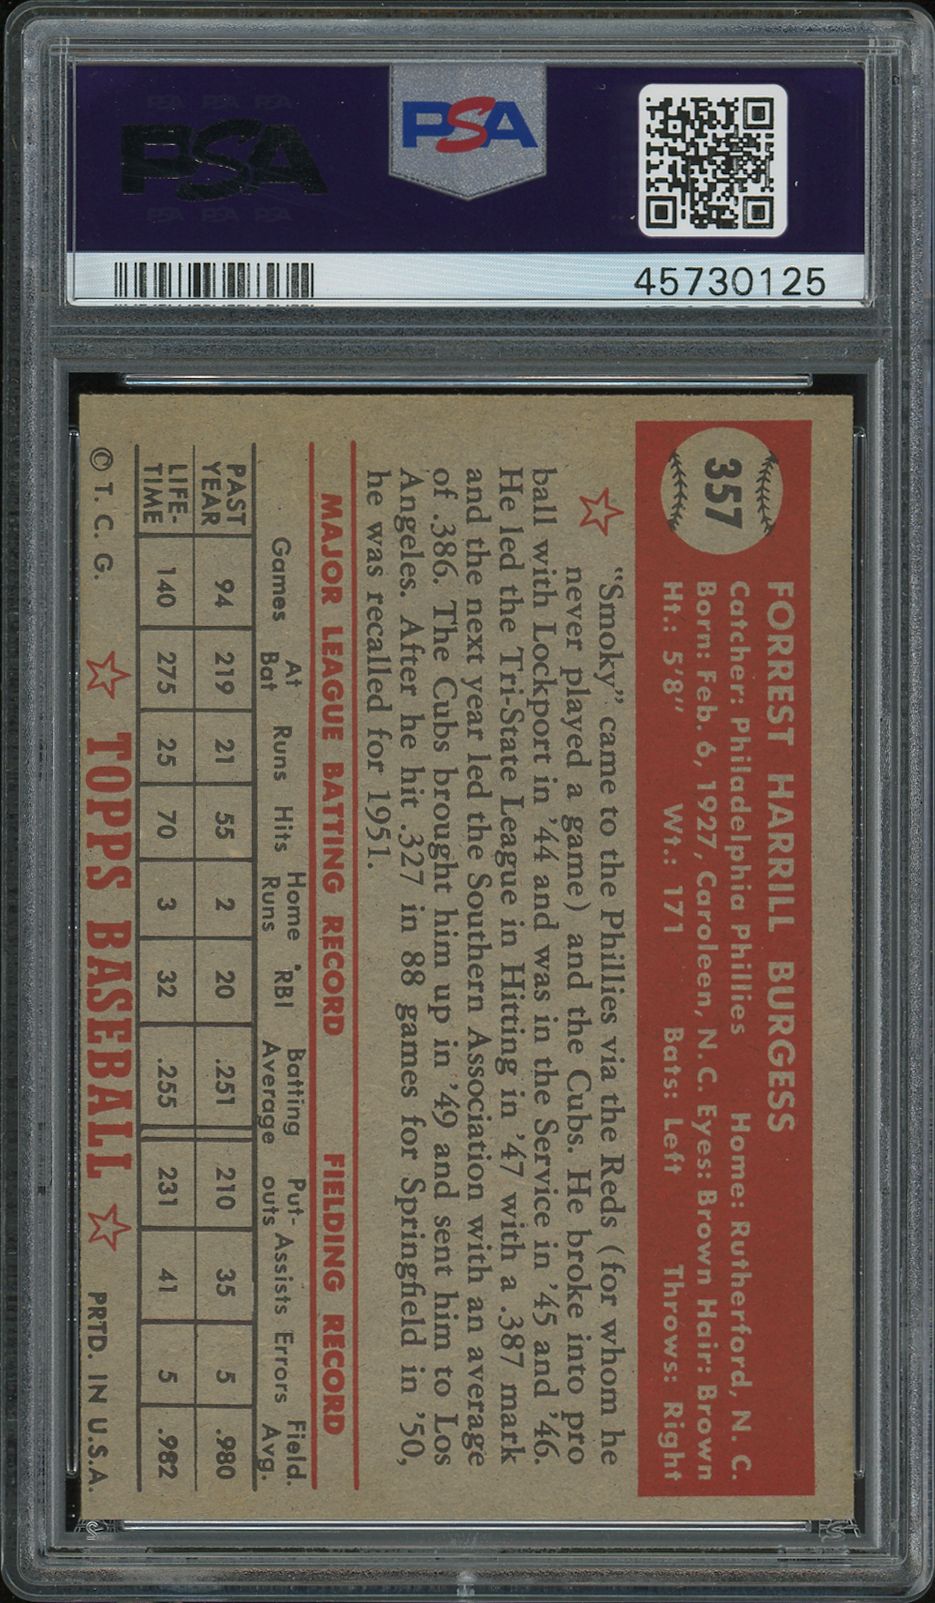 PSA PSA PSA
PSA
PSA PSA PSA
PSA
45730125
357
FORREST HARRILL BURGESS
Catcher: Philadelphia Phillies Home: Rutherford, N. C.
Born: Feb. 6, 1927, Caroleen, N. C. Eyes: Brown Hair: Brown
Ht.: 5'8" Wt.: 171 Bats: Left Throws: Right
"Smoky" came to the Phillies via the Reds (for whom he
never played a game) and the Cubs. He broke into pro
ball with Lockport in '44 and was in the Service in '45 and '46.
He led the Tri-State League in Hitting in '47 with a .387 mark
and the next year led the Southern Association with an average
of .386. The Cubs brought him up in '49 and sent him to Los
Angeles. After he hit .327 in 88 games for Springfield in '50,
he was recalled for 1951.
MAJOR LEAGUE BATTING RECORD FIELDING RECORD
Games At Bat Runs Hits Home Runs RBI Batting Average Put-outs Assists Errors Field. Avg.
PAST YEAR 94 219 21 55 2 20 .251 210 35 5 .980
LIFE-TIME 140 275 25 70 3 32 .255 231 41 5 .982
© T. C. G. TOPPS BASEBALL PRTD. IN U.S.A.